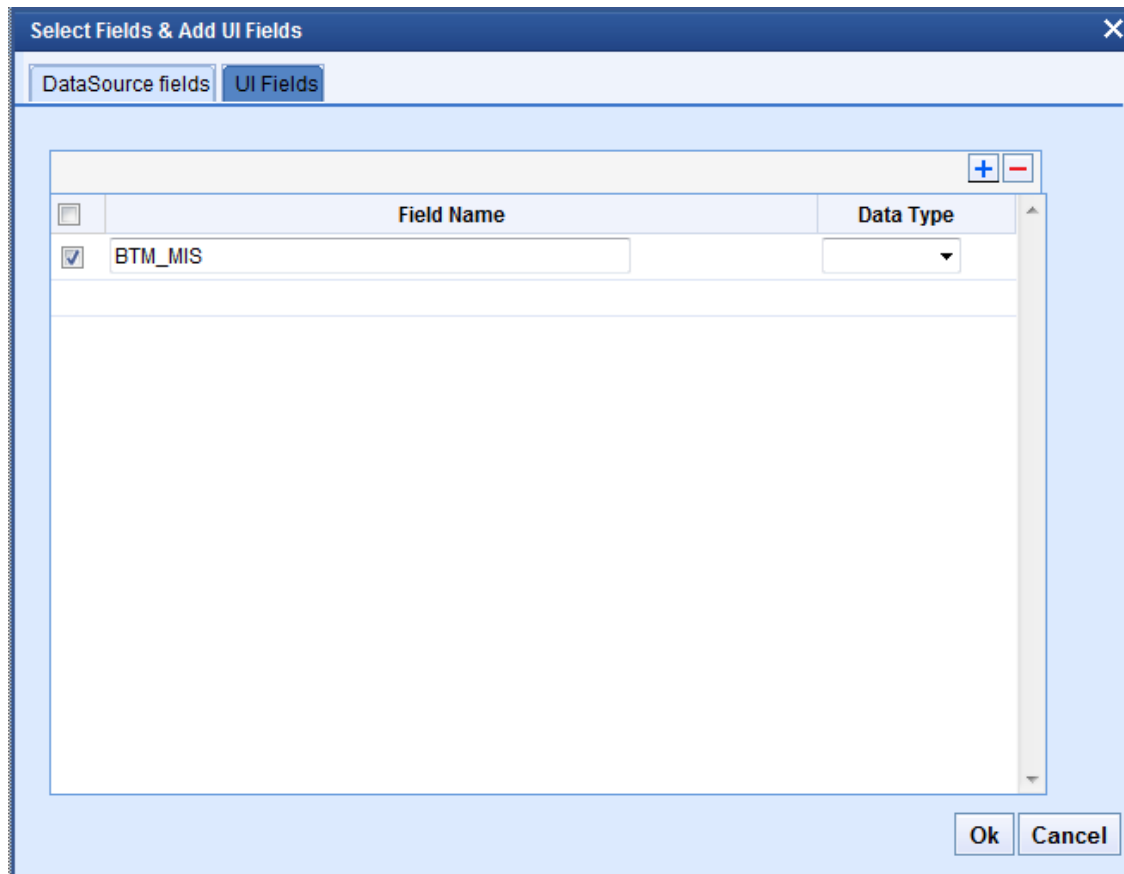 Select Fields & Add UI Fields
DataSource fields UI Fields
Field Name Data Type
BTM_MIS
Ok Cancel